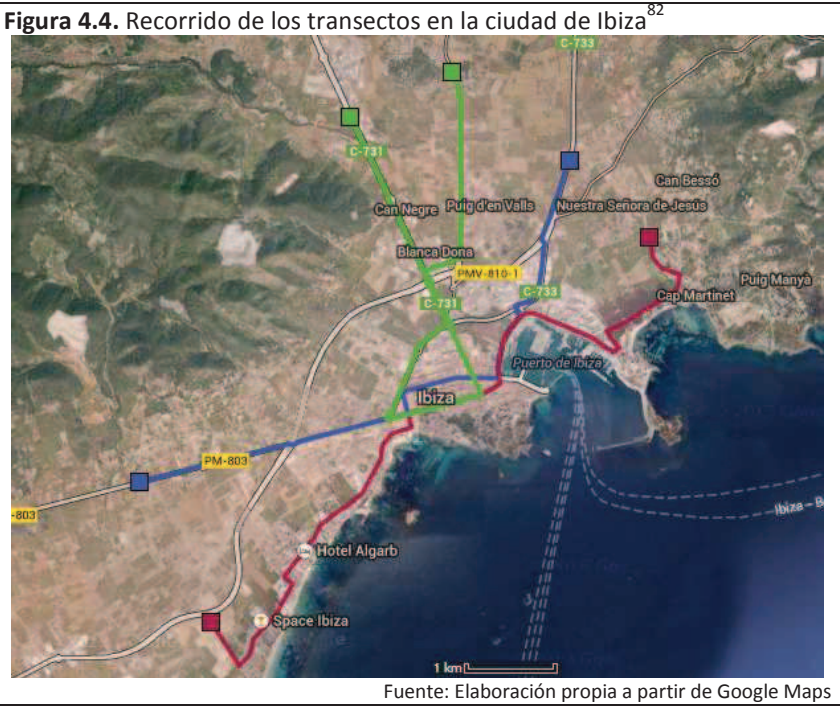 Figura 4.4. Recorrido de los transectos en la ciudad de Ibiza82
C-733
C-731
Can Bessó
Can Negre
Puig d'en Valls
Nuestra Señora de Jesús
Blanca Dona
PMV-810-1
Puig Manyà
C-731
C-733
Cap Martinet
Puerto de Ibiza
Ibiza
PM-803
-803
Ibiza – B
Hotel Algarb
Space Ibiza
1 km
Fuente: Elaboración propia a partir de Google Maps